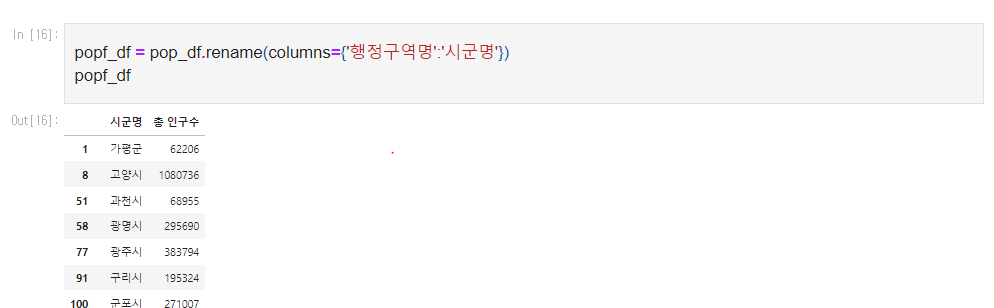 In [16]:
popf_df = pop_df.rename(columns={'행정구역명':'시군명'})
popf_df
Out[16]:
시군명 총 인구수
1 가평군 62206
8 고양시 1080736
51 과천시 68955
58 광명시 295690
77 광주시 383794
91 구리시 195324
100 군포시 271007